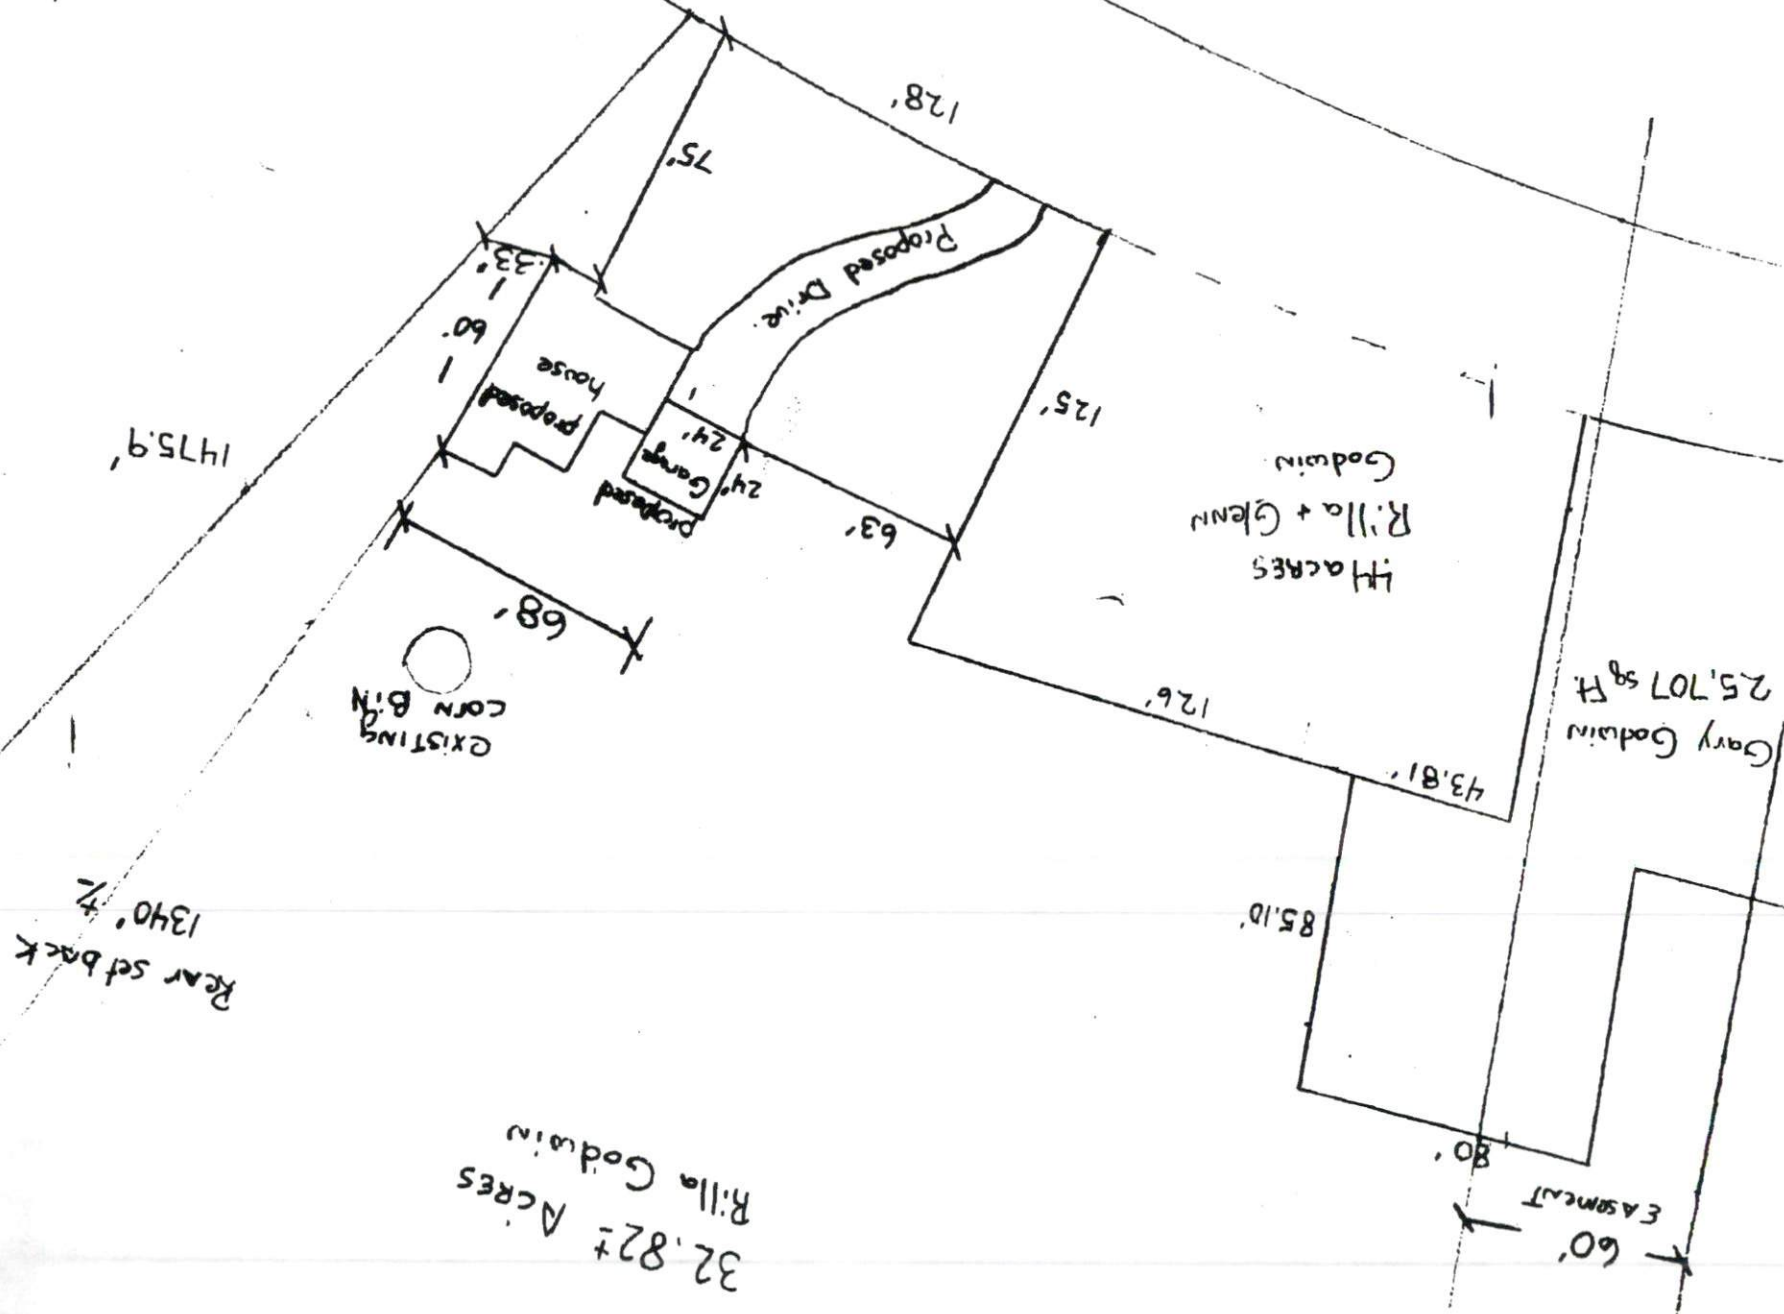 60'
EASEMENT
80'
32.82± ACRES
Rilla Godwin
Rear setback
1340' +/-
85.10'
43.81'
Gary Godwin
25,707 sq Ft.
126'
existing
corn BiN
68'
44 ACRES
Rilla + Glenn
Godwin
63'
proposed
Garage
24'
24'
proposed
house
1475.9'
125'
60'
33'
Proposed Drive.
75'
128'